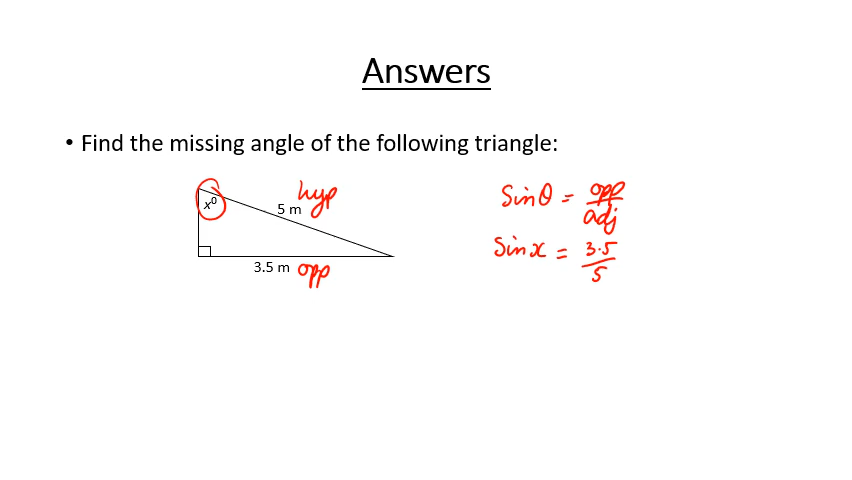 Answers
• Find the missing angle of the following triangle:
hyp
x⁰
5 m
3.5 m opp
Sinθ = opp/adj
Sin x = 3.5/5